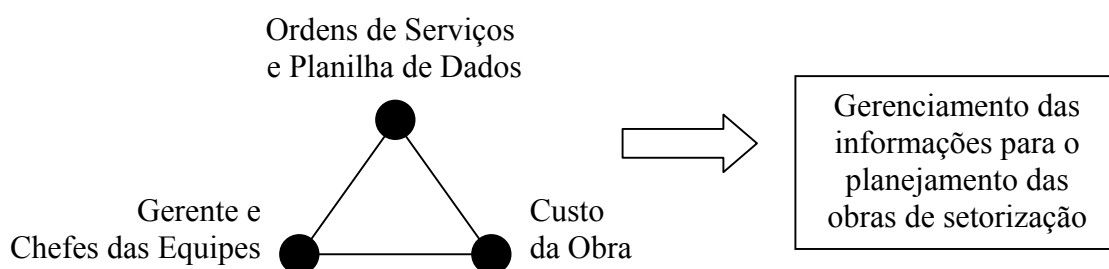 Ordens de Serviços
e Planilha de Dados
Gerente e
Chefes das Equipes
Custo
da Obra
Gerenciamento das
informações para o
planejamento das
obras de setorização